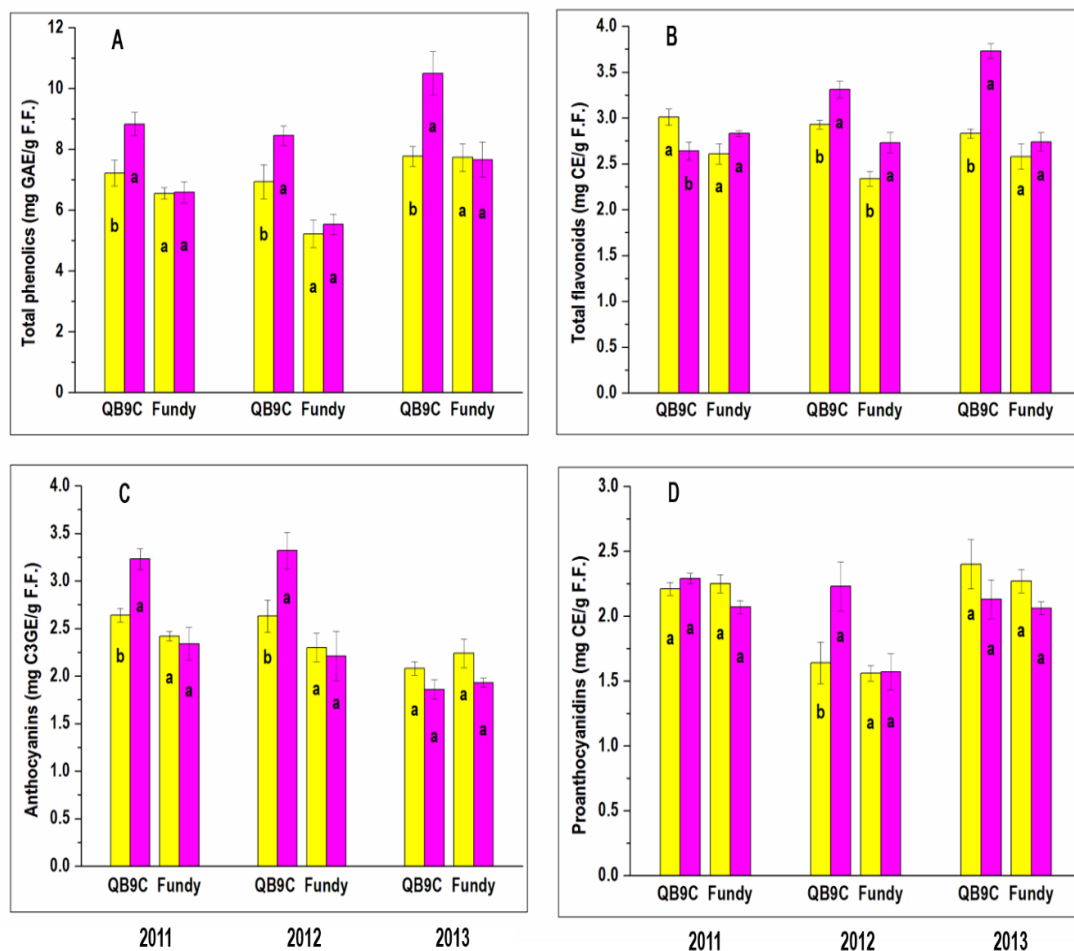 A
Total phenolics (mg GAE/g F.F.)
12
10
8
6
4
2
0
b
a
a
a
b
a
a
a
b
a
a
a
QB9C Fundy QB9C Fundy QB9C Fundy
B
Total flavonoids (mg CE/g F.F.)
4.0
3.5
3.0
2.5
2.0
1.5
1.0
0.5
0.0
a
b
a
a
b
a
b
a
b
a
a
a
QB9C Fundy QB9C Fundy QB9C Fundy
C
Anthocyanins (mg C3GE/g F.F.)
4.0
3.5
3.0
2.5
2.0
1.5
1.0
0.5
0.0
b
a
a
a
b
a
a
a
a
a
a
a
QB9C Fundy QB9C Fundy QB9C Fundy
2011 2012 2013
D
Proanthocyanidins (mg CE/g F.F.)
3.0
2.5
2.0
1.5
1.0
0.5
0.0
a
a
a
a
b
a
a
a
a
a
a
a
QB9C Fundy QB9C Fundy QB9C Fundy
2011 2012 2013